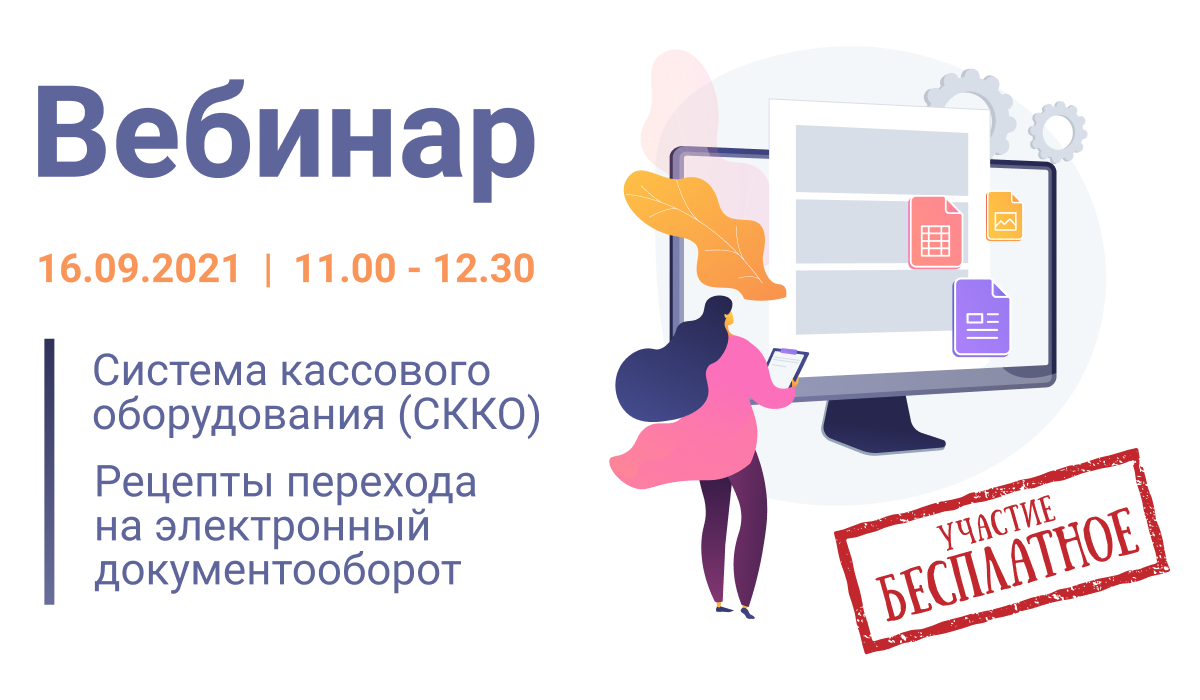 Вебинар
16.09.2021 | 11.00 - 12.30
Система кассового
оборудования (СККО)
Рецепты перехода
на электронный
документооборот
УЧАСТИЕ
БЕСПЛАТНОЕ